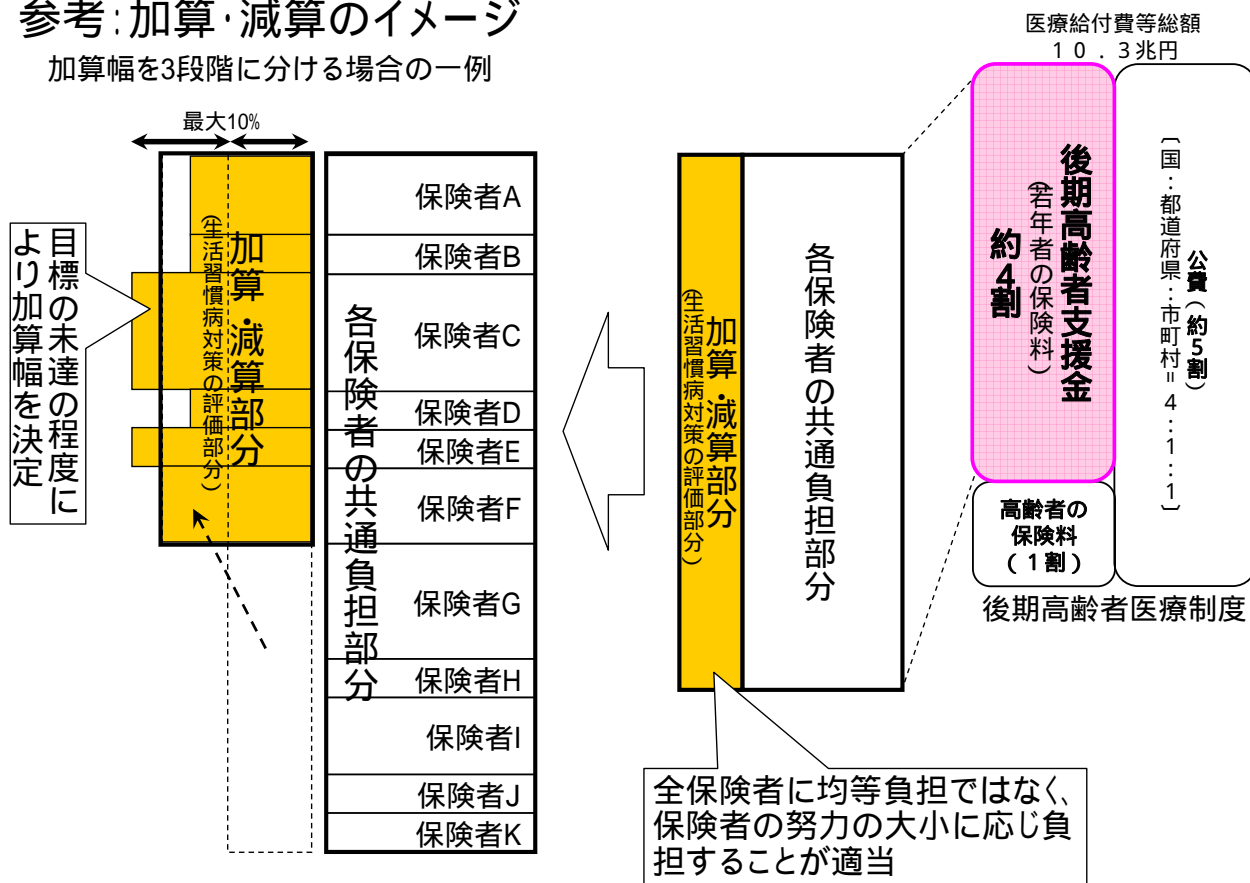 参考:加算・減算のイメージ
加算幅を3段階に分ける場合の一例
最大10%
目標の未達の程度に
より加算幅を決定
加算・減算部分
(生活習慣病対策の評価部分)
各保険者の共通負担部分
保険者A
保険者B
保険者C
保険者D
保険者E
保険者F
保険者G
保険者H
保険者I
保険者J
保険者K
加算・減算部分
(生活習慣病対策の評価部分)
各保険者の共通負担部分
全保険者に均等負担ではなく、
保険者の努力の大小に応じ負
担することが適当
医療給付費等総額
10.3兆円
後期高齢者支援金
(若年者の保険料)
約4割
公費(約5割)
〔国:都道府県:市町村=4:1:1〕
高齢者の
保険料
(1割)
後期高齢者医療制度